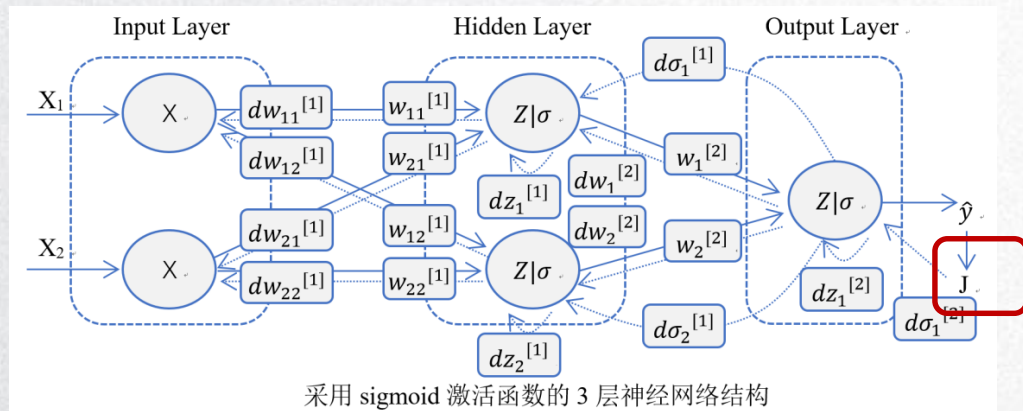 Input Layer Hidden Layer Output Layer
dσ₁^[1]
X₁ X dw₁₁^[1] w₁₁^[1] Z|σ
dw₁₂^[1] w₂₁^[1] w₁^[2]
dz₁^[1] dw₁^[2] Z|σ ŷ
X₂ X dw₂₁^[1] w₁₂^[1] Z|σ dw₂^[2] w₂^[2]
dw₂₂^[1] w₂₂^[1] dz₁^[2] J
dz₂^[1] dσ₂^[1] dσ₁^[2]
采用 sigmoid 激活函数的 3 层神经网络结构